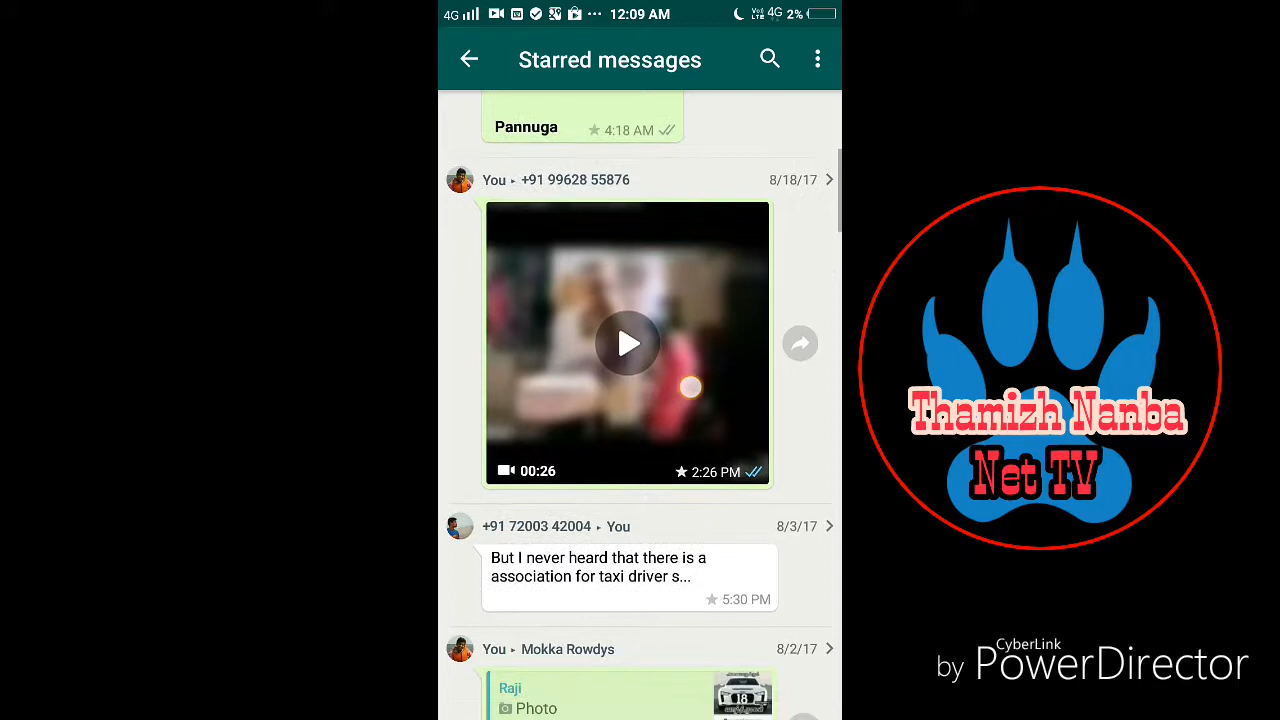 4G 12:09 AM VoD LTE 4G 2%
Starred messages
Pannuga 4:18 AM
You ▸ +91 99628 55876 8/18/17
00:26 2:26 PM
+91 72003 42004 ▸ You 8/3/17
But I never heard that there is a
association for taxi driver s...
5:30 PM
You ▸ Mokka Rowdys 8/2/17
Raji
Photo
18
Thamizh Nanba
Net TV
CyberLink
by PowerDirector